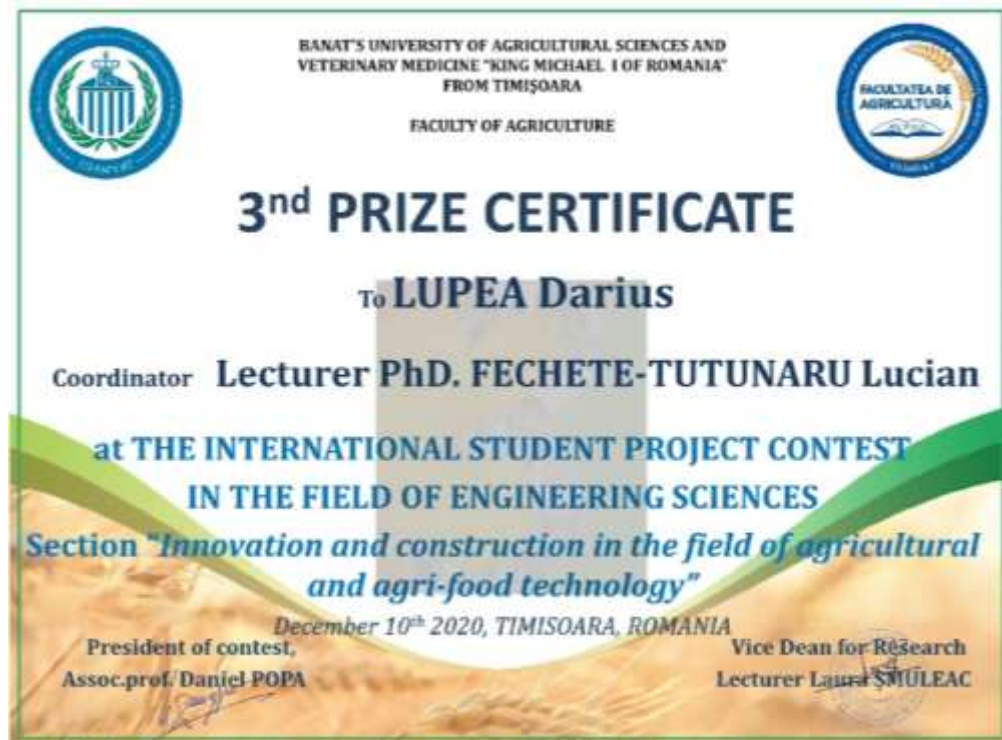 BANAT'S UNIVERSITY OF AGRICULTURAL SCIENCES AND
VETERINARY MEDICINE "KING MICHAEL I OF ROMANIA"
FROM TIMIŞOARA
FACULTY OF AGRICULTURE
FACULTATEA DE
AGRICULTURĂ
3nd PRIZE CERTIFICATE
To LUPEA Darius
Coordinator Lecturer PhD. FECHETE-TUTUNARU Lucian
at THE INTERNATIONAL STUDENT PROJECT CONTEST
IN THE FIELD OF ENGINEERING SCIENCES
Section "Innovation and construction in the field of agricultural
and agri-food technology"
December 10th 2020, TIMISOARA, ROMANIA
President of contest,
Assoc.prof. Daniel POPA
Vice Dean for Research
Lecturer Laura ŞMULEAC